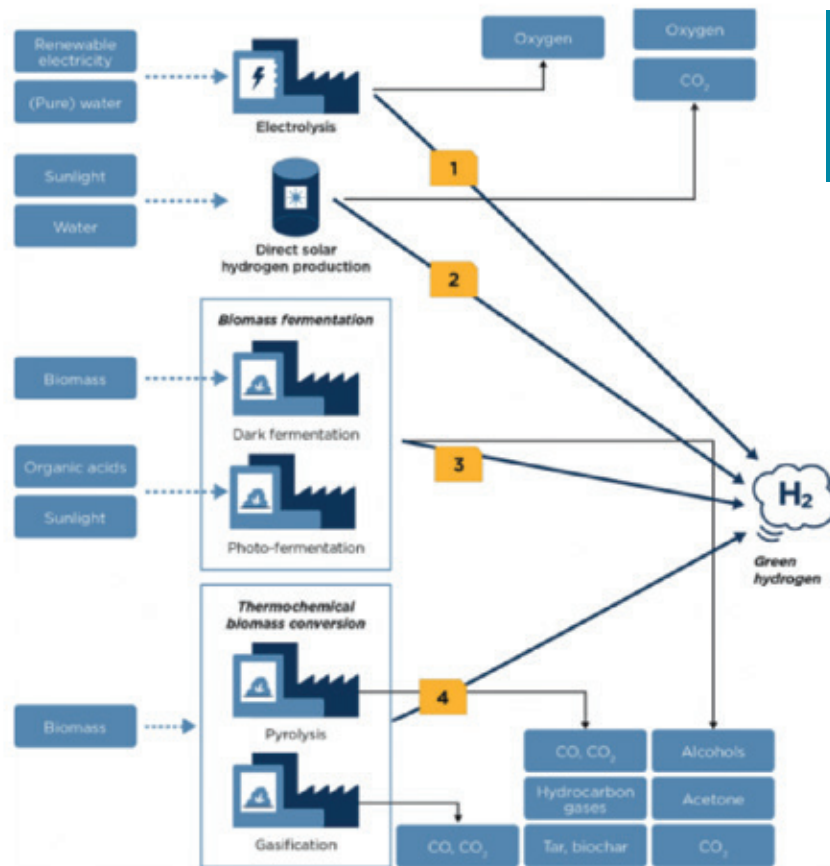 Renewable
electricity
(Pure) water
Electrolysis
Oxygen
Oxygen
CO₂
1
Sunlight
Water
Direct solar
hydrogen production
2
Biomass fermentation
Biomass
Dark fermentation
3
Organic acids
Sunlight
Photo-fermentation
H₂
Green
hydrogen
Thermochemical
biomass conversion
4
Biomass
Pyrolysis
Gasification
CO, CO₂
CO, CO₂
Hydrocarbon
gases
Tar, biochar
Alcohols
Acetone
CO₂